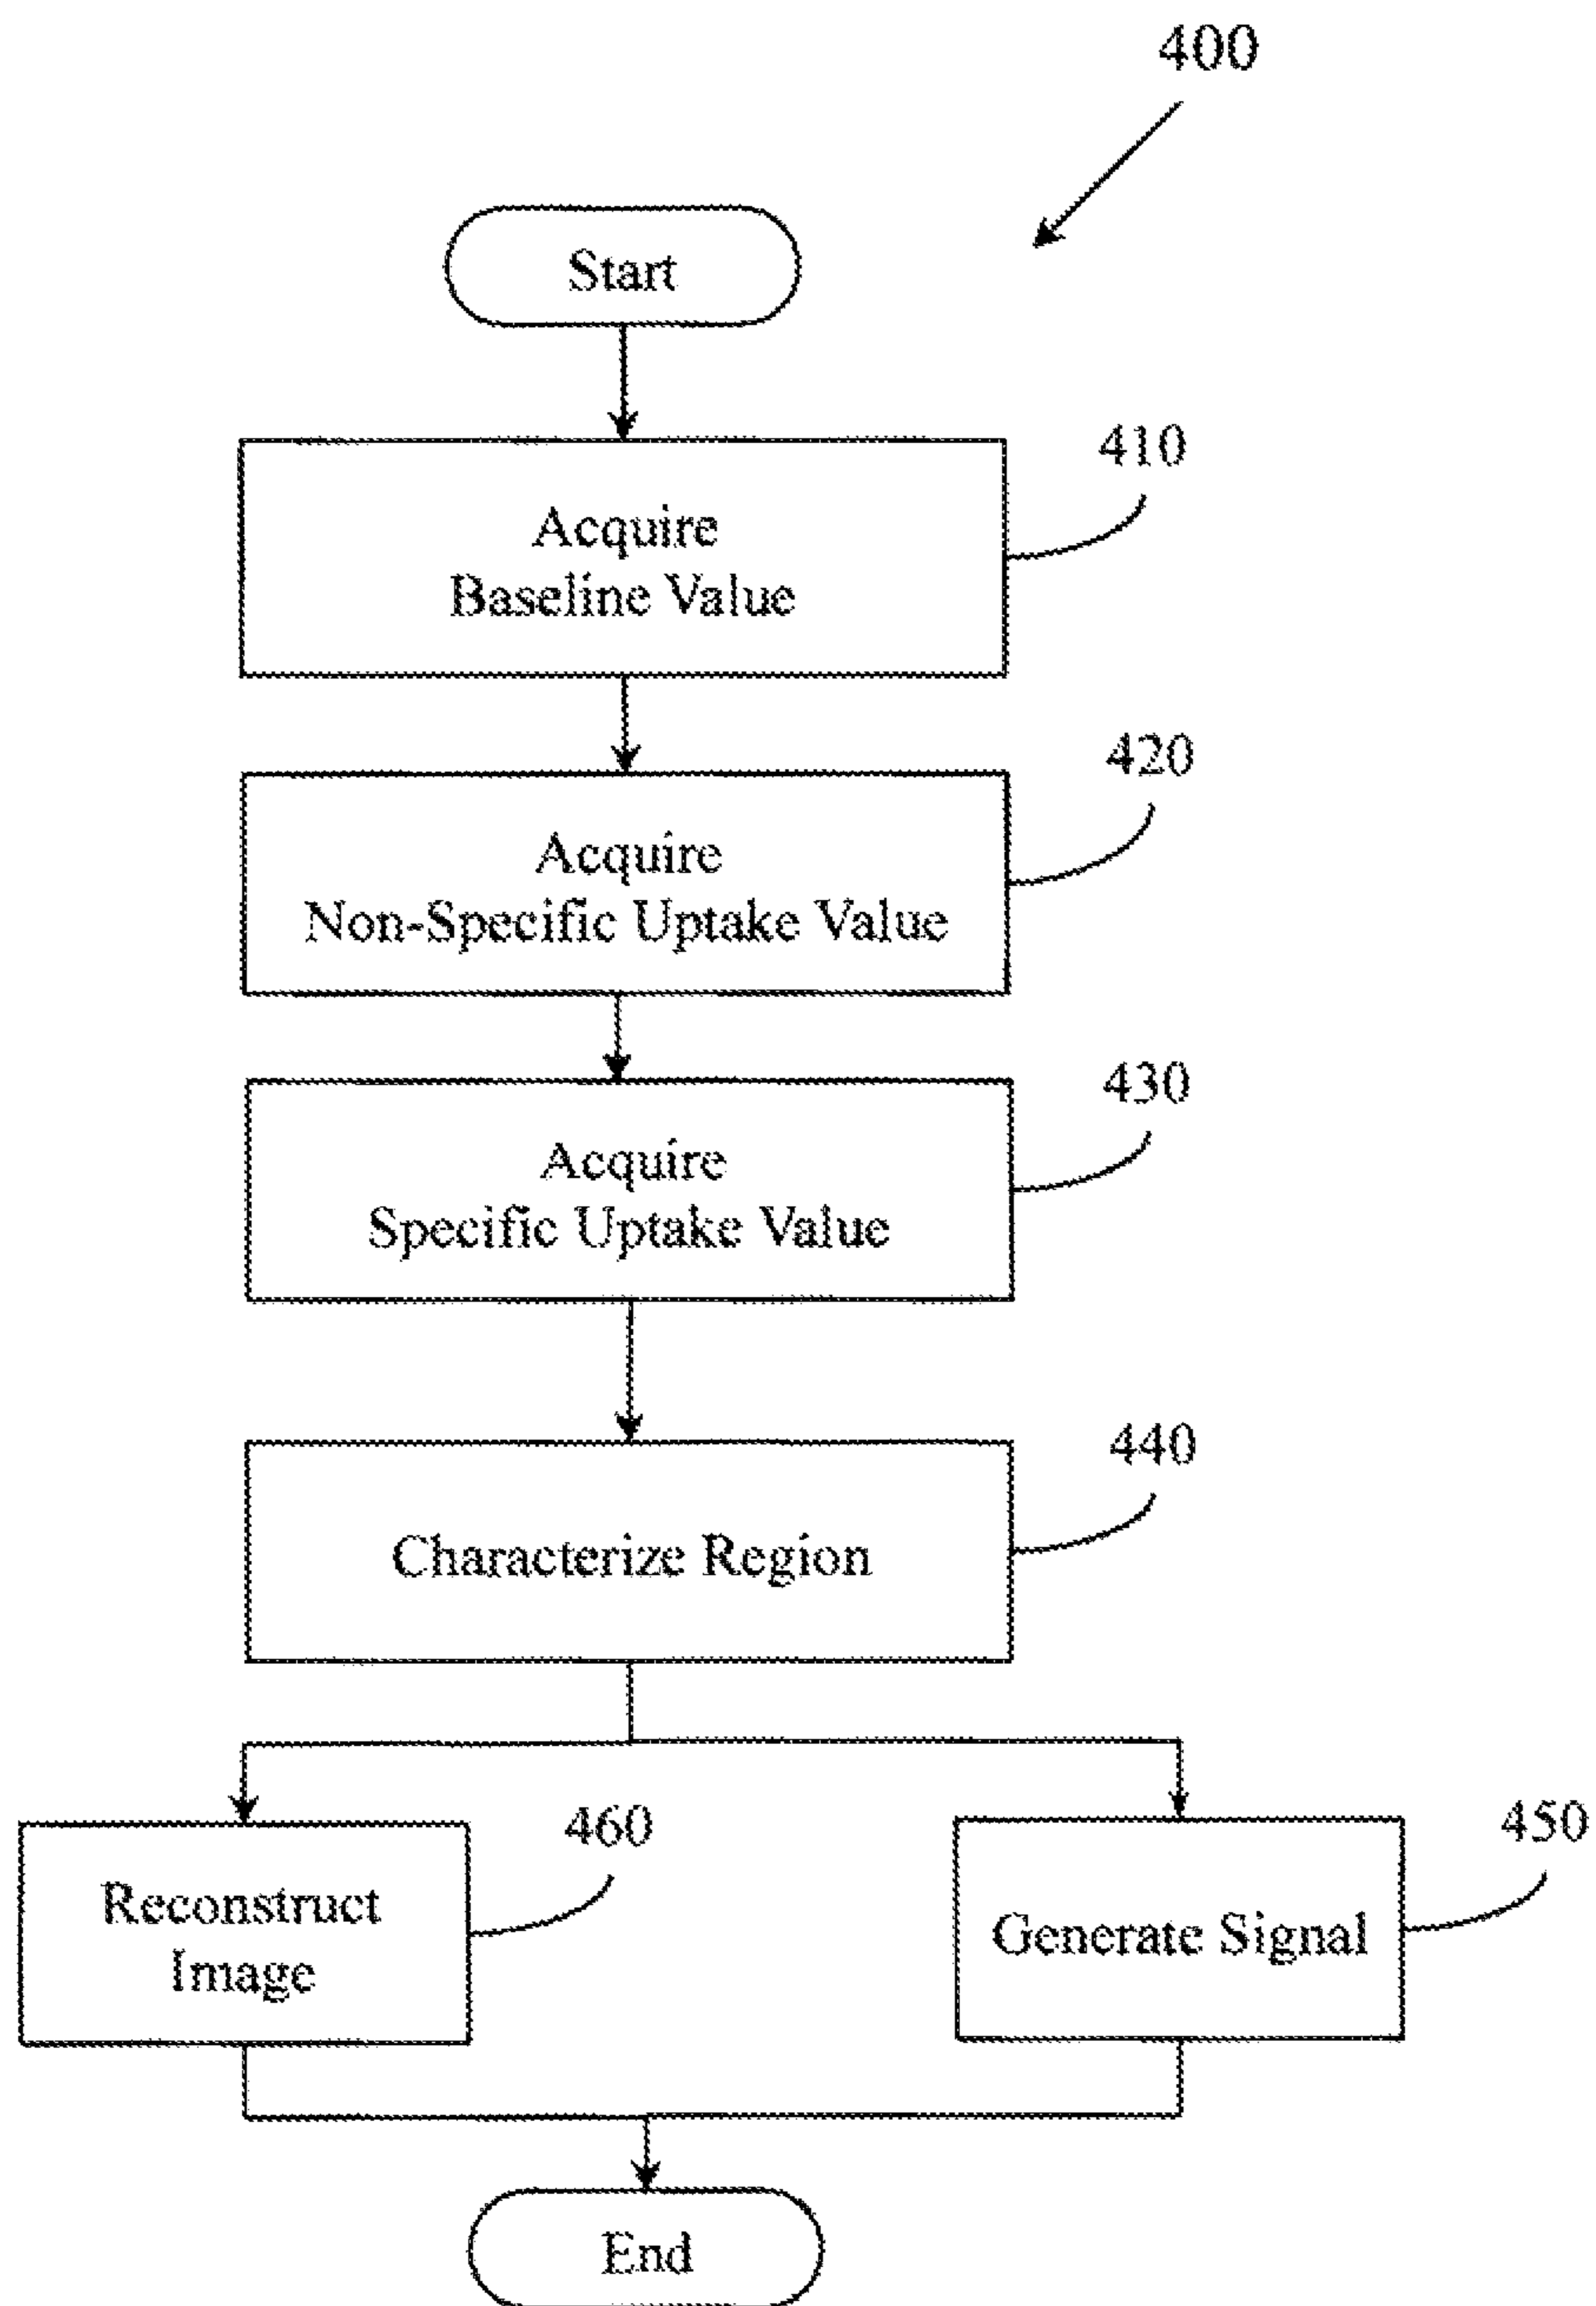 400
Start
410
Acquire
Baseline Value
420
Acquire
Non-Specific Uptake Value
430
Acquire
Specific Uptake Value
440
Characterize Region
460
Reconstruct
Image
450
Generate Signal
End